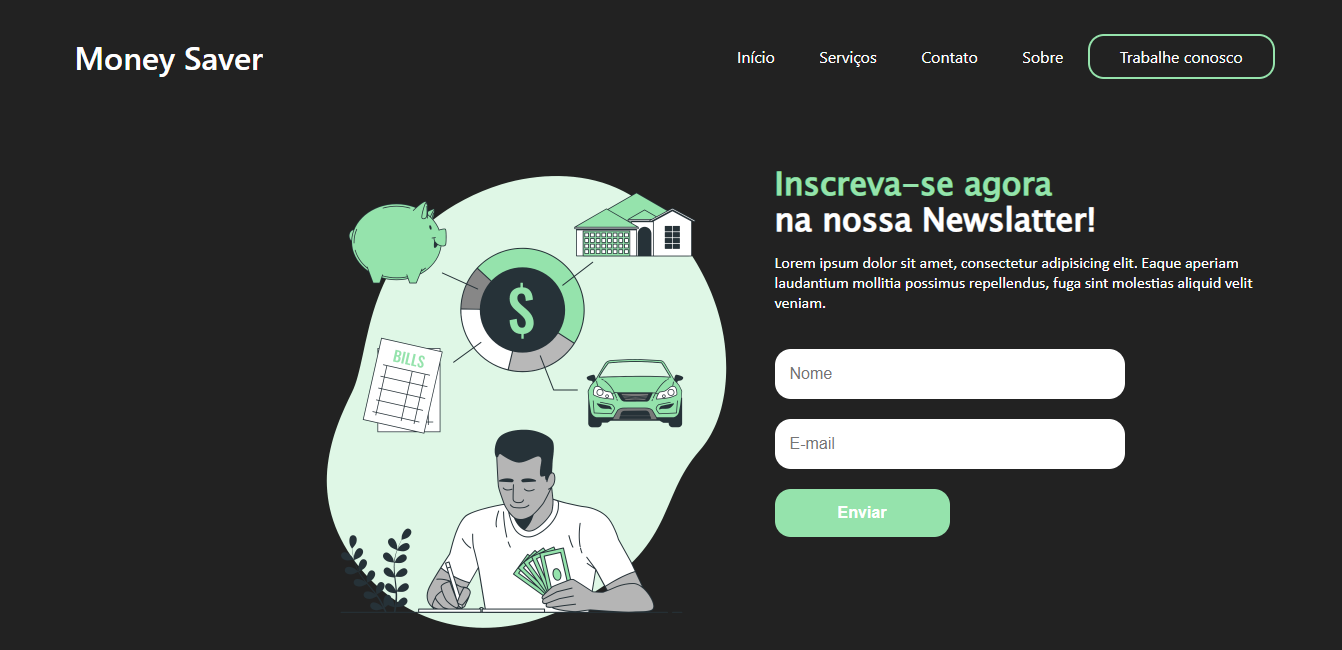 Money Saver
Início Serviços Contato Sobre Trabalhe conosco
Inscreva-se agora
na nossa Newslatter!
Lorem ipsum dolor sit amet, consectetur adipisicing elit. Eaque aperiam
laudantium mollitia possimus repellendus, fuga sint molestias aliquid velit
veniam.
$
BILLS
Nome
E-mail
Enviar